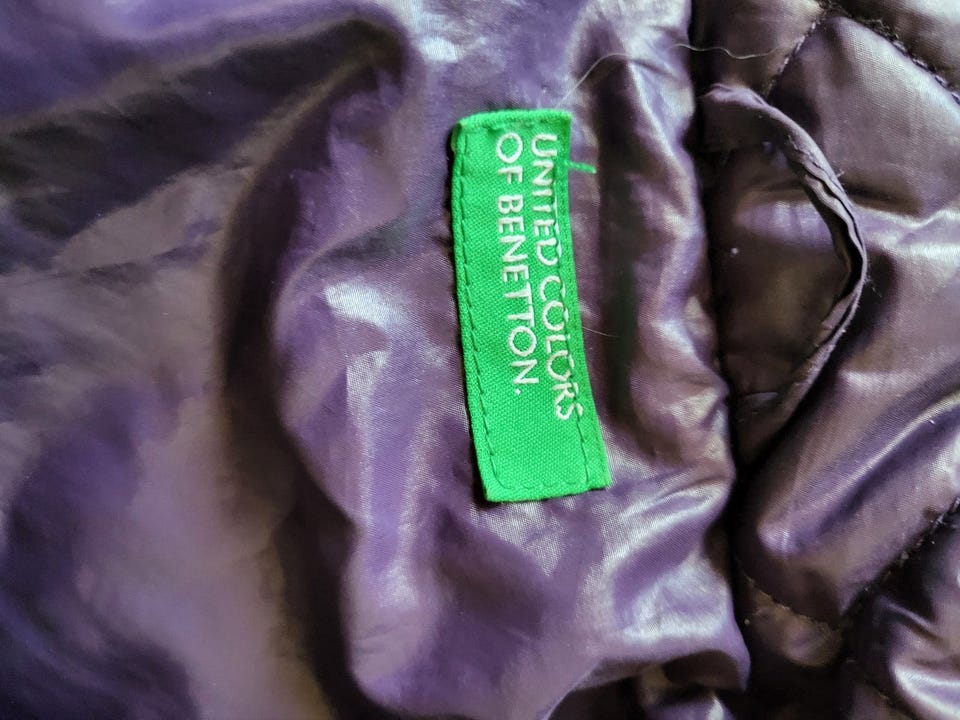 UNITED COLORS
OF BENETTON.